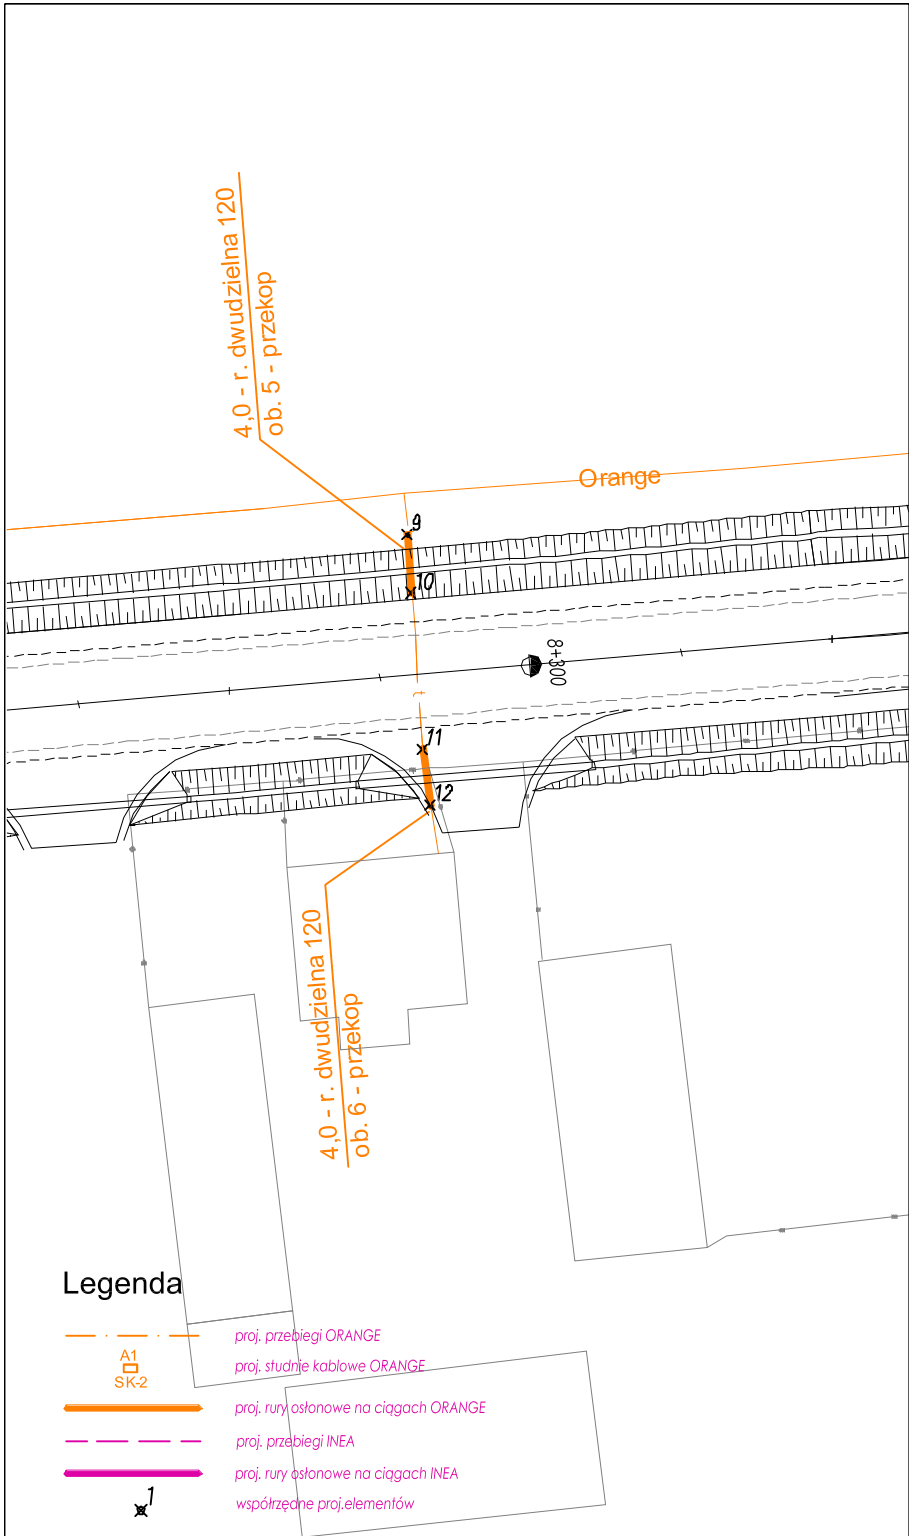 4,0 - r. dwudzielna 120
ob. 5 - przekop
Orange
9
10
8+300
t
11
12
4,0 - r. dwudzielna 120
ob. 6 - przekop
Legenda
proj. przebiegi ORANGE
A1
SK-2
proj. studnie kablowe ORANGE
proj. rury osłonowe na ciągach ORANGE
proj. przebiegi INEA
proj. rury osłonowe na ciągach INEA
1
współrzędne proj.elementów